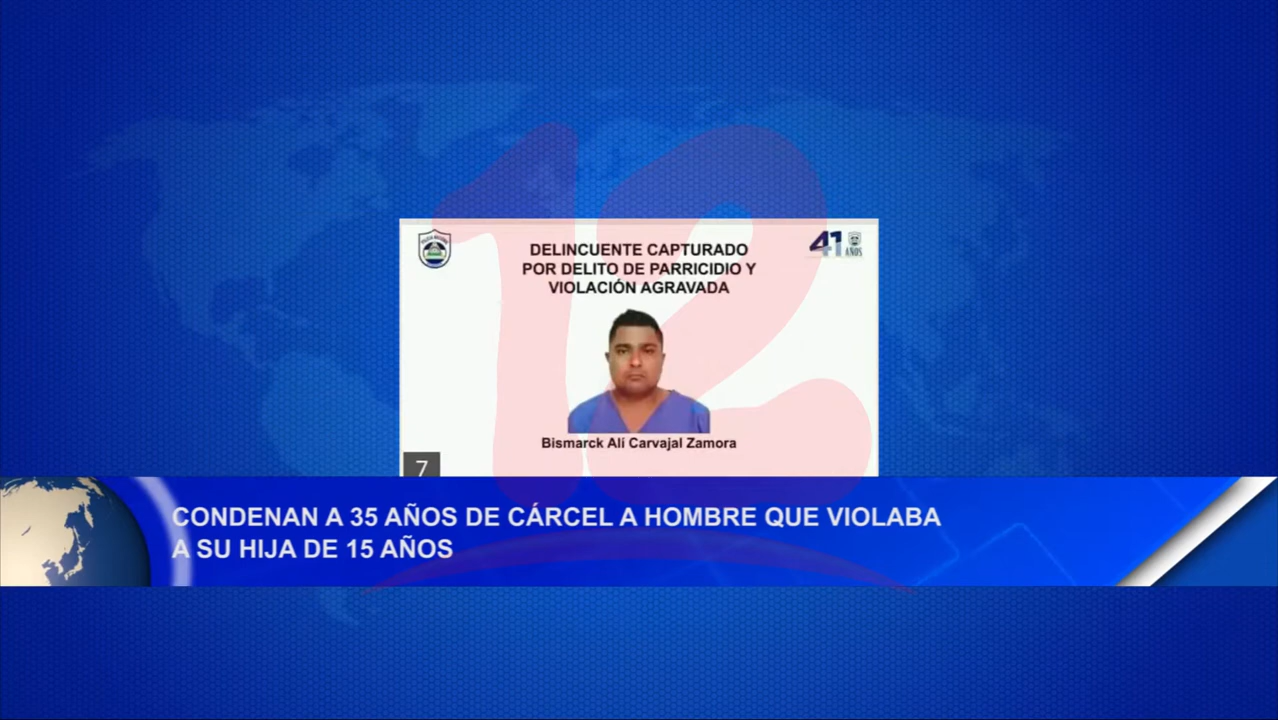 12
41
AÑOS
DELINCUENTE CAPTURADO
POR DELITO DE PARRICIDIO Y
VIOLACIÓN AGRAVADA
Bismarck Alí Carvajal Zamora
7
CONDENAN A 35 AÑOS DE CÁRCEL A HOMBRE QUE VIOLABA
A SU HIJA DE 15 AÑOS